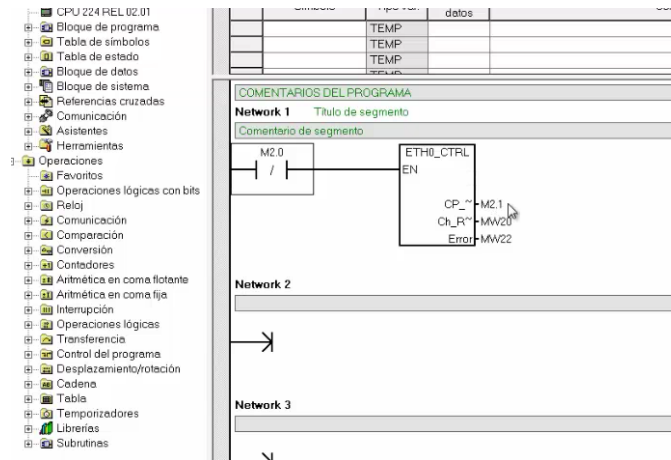 CPU 224 REL 02.01
Bloque de programa
Tabla de símbolos
Tabla de estado
Bloque de datos
Bloque de sistema
Referencias cruzadas
Comunicación
Asistentes
Herramientas
Operaciones
Favoritos
Operaciones lógicas con bits
Reloj
Comunicación
Comparación
Conversión
Contadores
Aritmética en coma flotante
Aritmética en coma fija
Interrupción
Operaciones lógicas
Transferencia
Control del programa
Desplazamiento/rotación
Cadena
Tabla
Temporizadores
Librerías
Subrutinas
datos
TEMP
TEMP
TEMP
TEMP
COMENTARIOS DEL PROGRAMA
Network 1 Título de segmento
Comentario de segmento
M2.0
/
ETH0_CTRL
EN
CP_~ M2.1
Ch_R~ MW20
Error MW22
Network 2
Network 3